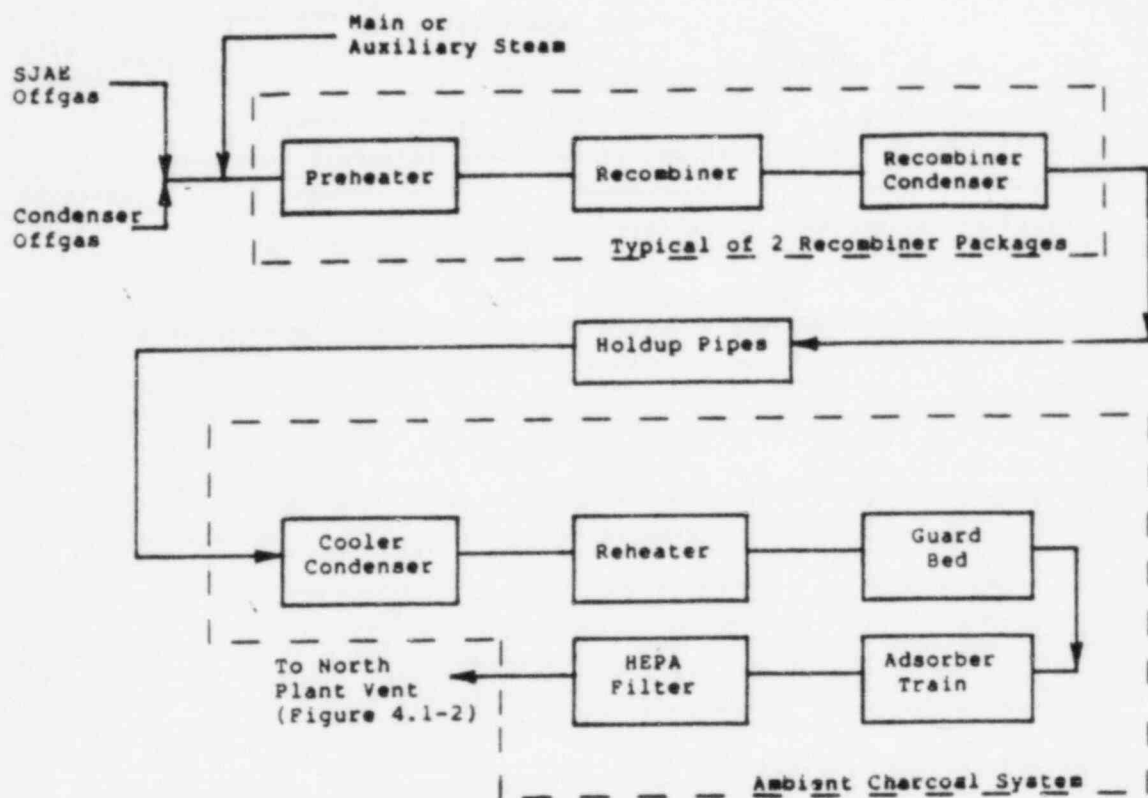 Main or
Auxiliary Steam
SJAE
Offgas
Preheater
Recombiner
Recombiner
Condenser
Condenser
Offgas
Typical of 2 Recombiner Packages
Holdup Pipes
Cooler
Condenser
Reheater
Guard
Bed
To North
Plant Vent
(Figure 4.1-2)
HEPA
Filter
Adsorber
Train
Ambient Charcoal System